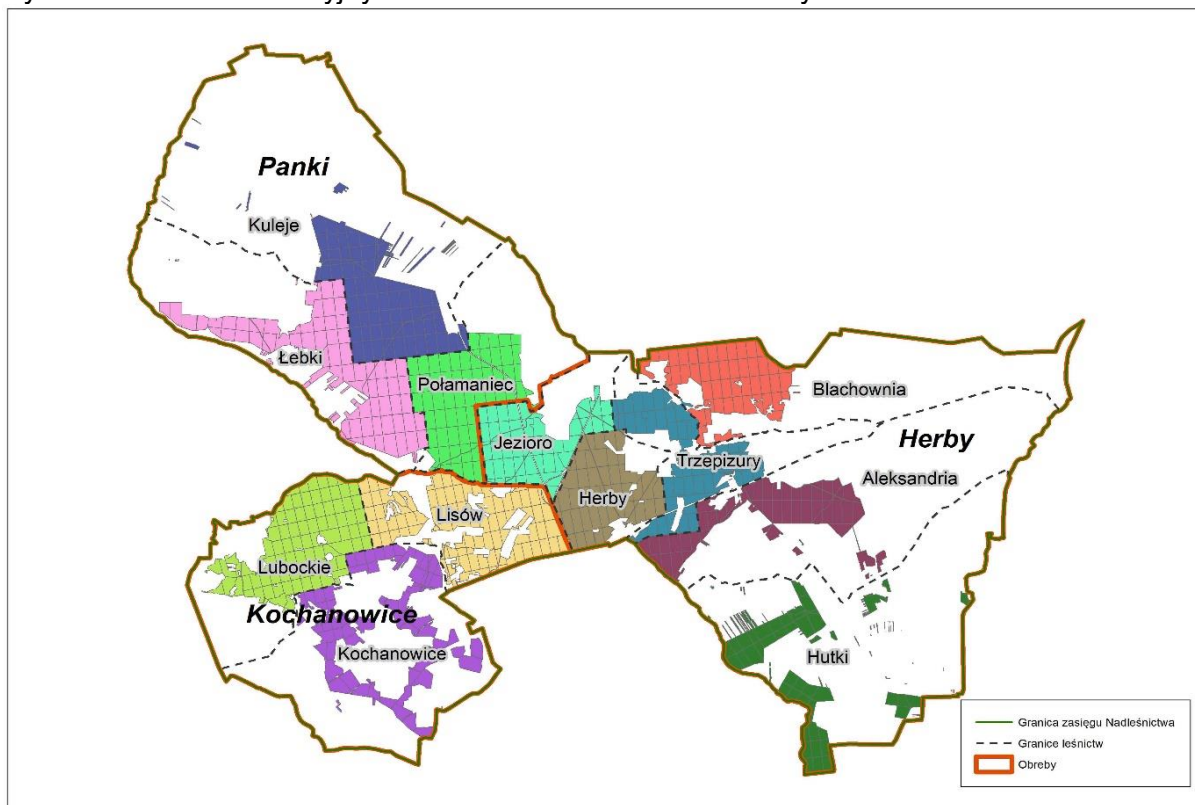 Panki
Kuleje
Łebki
Połamaniec
Blachownia
Jezioro
Herby
Trzepizury
Aleksandria
Herby
Lisów
Lubockie
Kochanowice
Kochanowice
Hutki
Granica zasięgu Nadleśnictwa
Granice leśnictw
Obręby